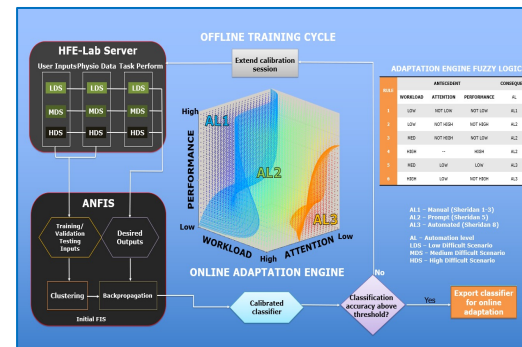 OFFLINE TRAINING CYCLE
HFE-Lab Server
User Inputs Physio Data Task Perform
LDS LDS LDS
MDS MDS MDS
HDS HDS HDS
Extend calibration
session
ADAPTATION ENGINE FUZZY LOGIC
RULE ANTECEDENT CONSEQUE
WORKLOAD ATTENTION PERFORMANCE AL
1 LOW NOT LOW NOT LOW AL1
2 LOW NOT HIGH NOT LOW AL2
3 MED NOT HIGH NOT LOW AL2
4 HIGH -- HIGH AL2
5 MED LOW LOW AL3
6 HIGH LOW NOT HIGH AL3
High
AL1
AL2
AL3
PERFORMANCE
Low
WORKLOAD
High
ATTENTION
Low
AL1 – Manual (Sheridan 1-3)
AL2 – Prompt (Sheridan 5)
AL3 – Automated (Sheridan 8)
AL – Automation level
LDS – Low Difficult Scenario
MDS – Medium Difficult Scenario
HDS – High Difficult Scenario
ANFIS
Training/
Validation
Testing
Inputs
Desired
Outputs
Clustering
Backpropagation
Initial FIS
ONLINE ADAPTATION ENGINE
Calibrated
classifier
No
Classification
accuracy above
threshold?
Yes
Export classifier
for online
adaptation